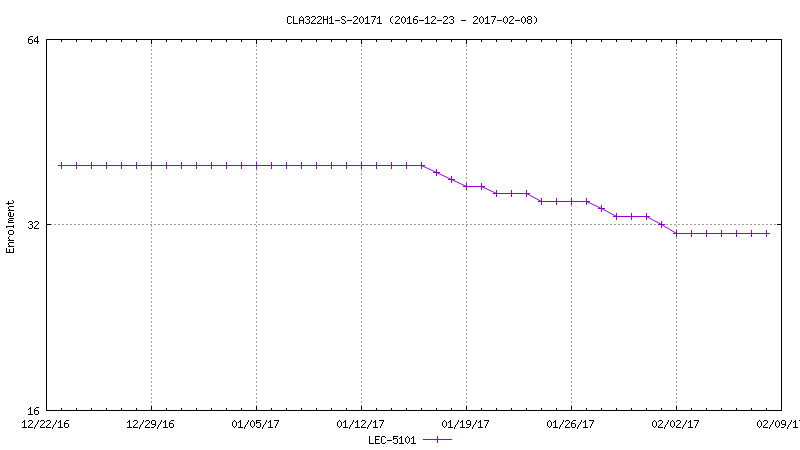 CLA322H1-S-20171 (2016-12-23 - 2017-02-08)
64
32
16
Enrolment
12/22/16 12/29/16 01/05/17 01/12/17 01/19/17 01/26/17 02/02/17 02/09/1
LEC-5101